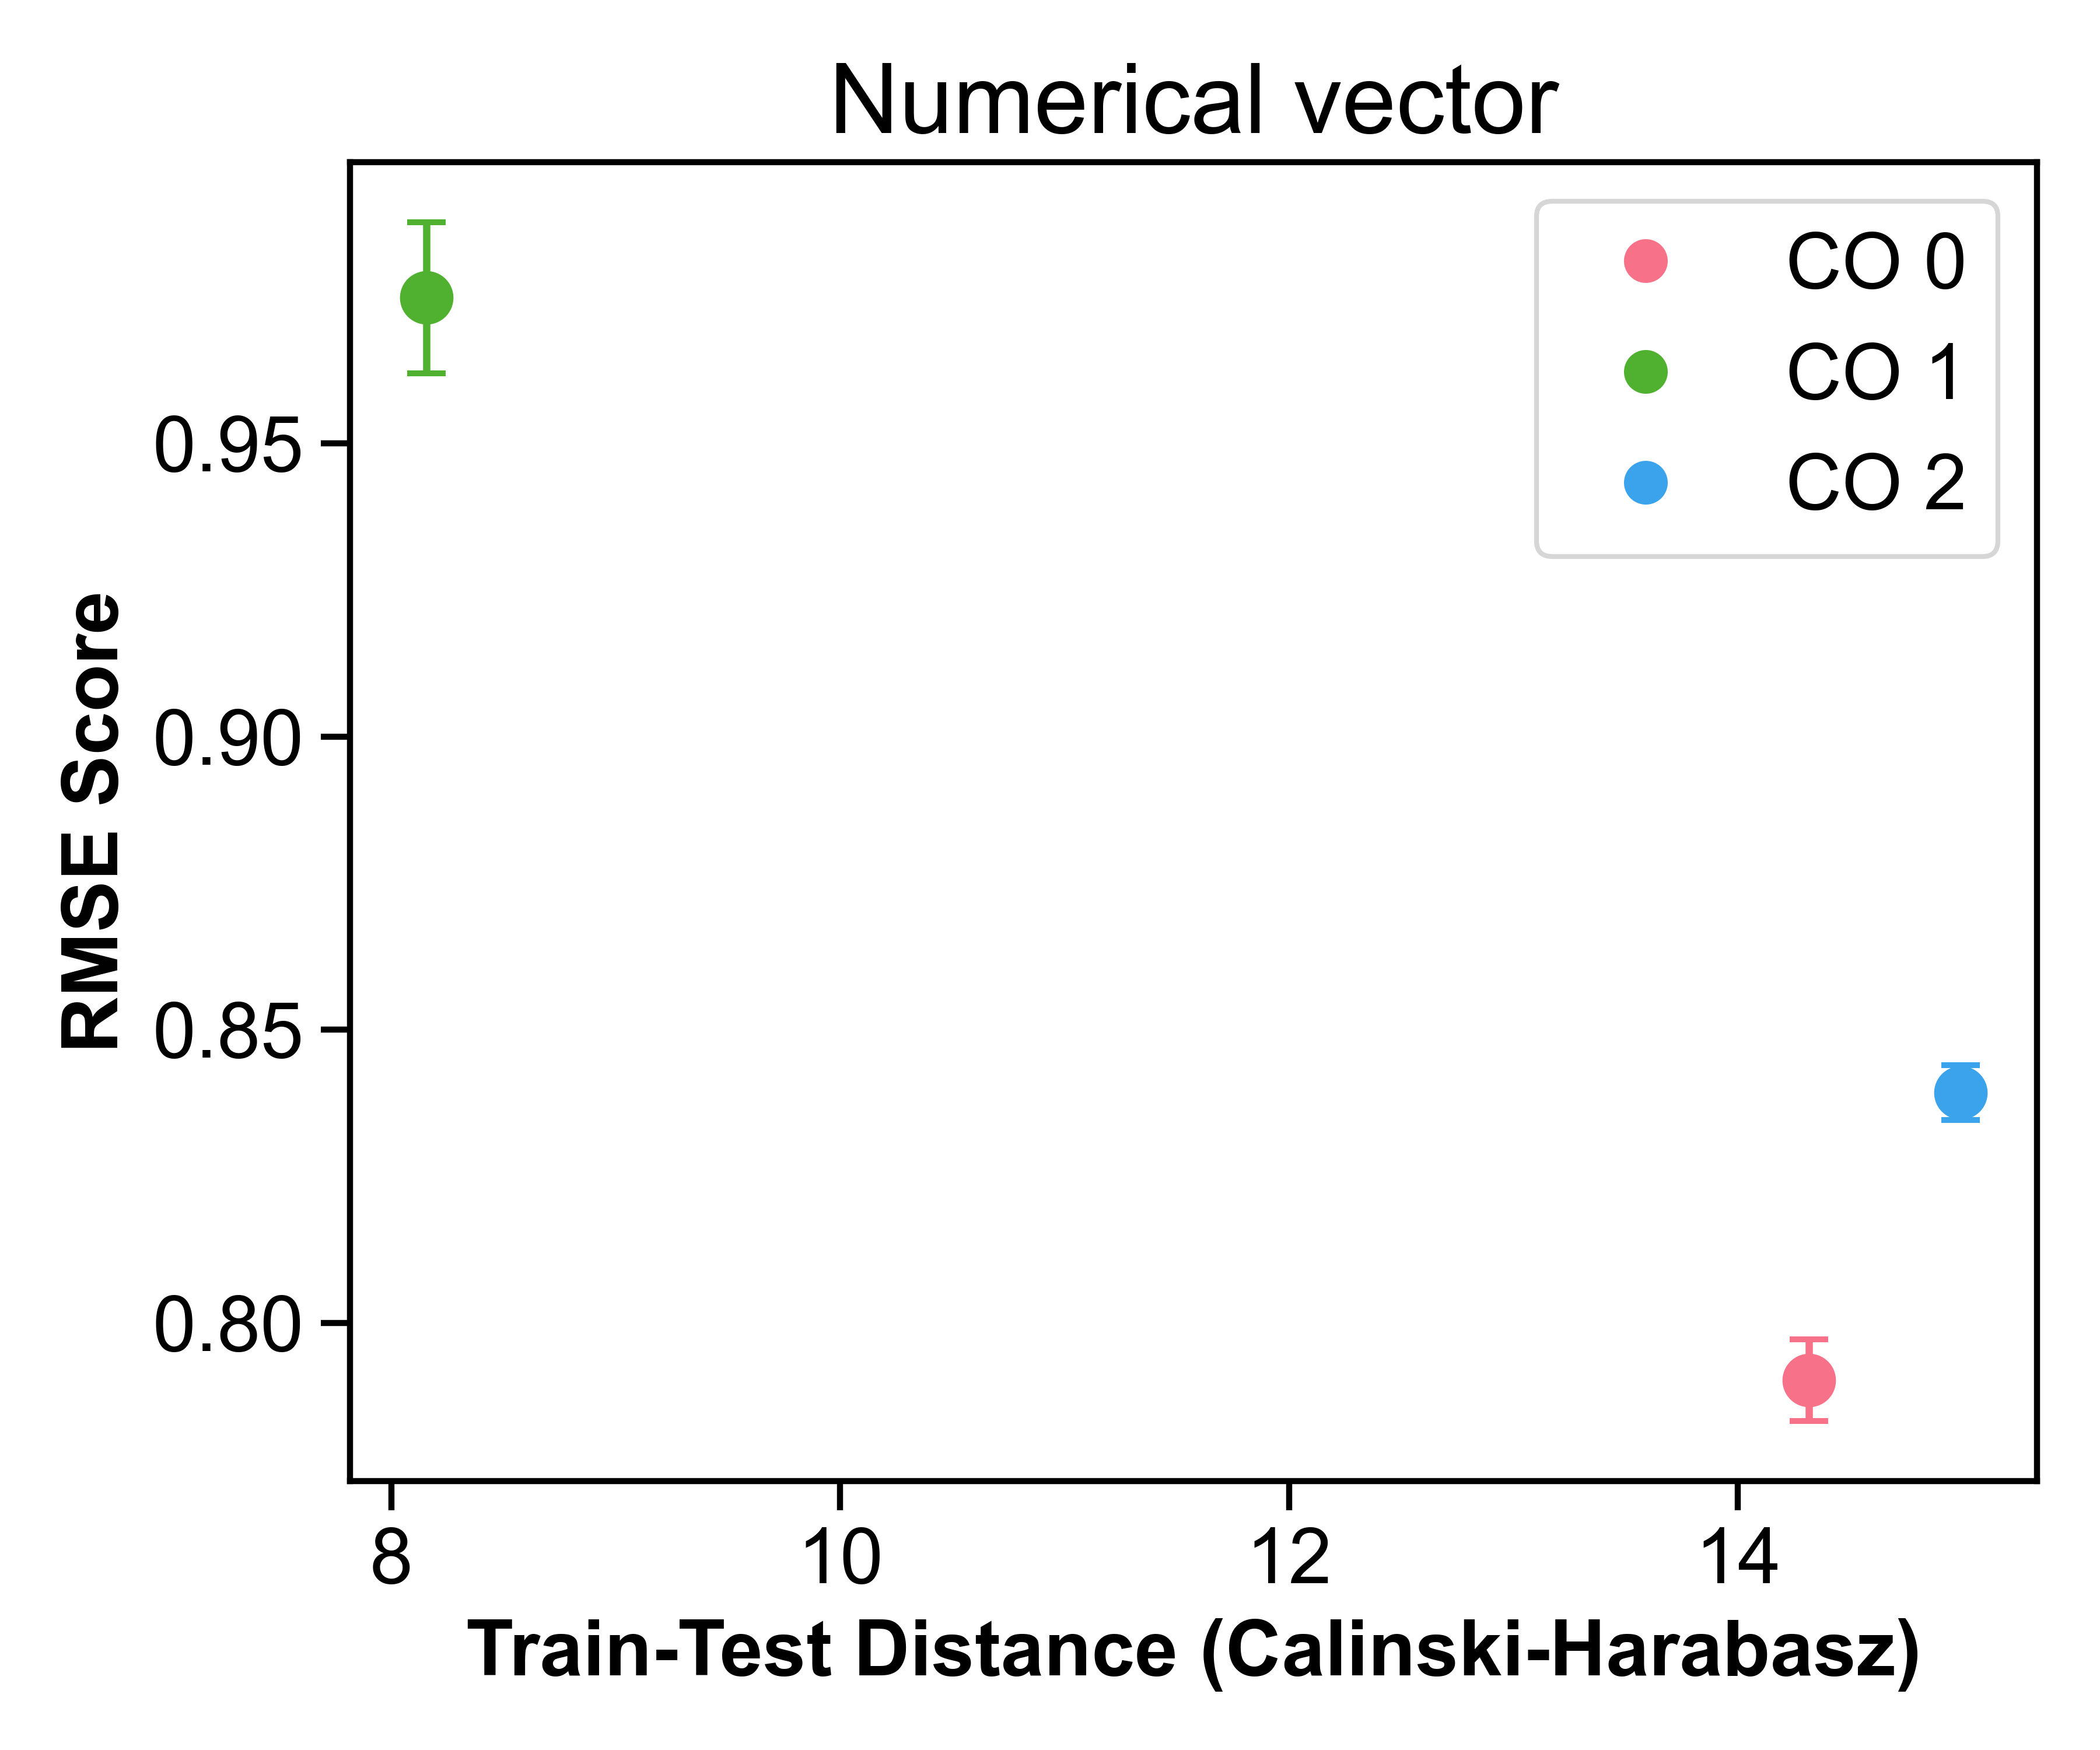 Numerical vector
CO 0
CO 1
CO 2
RMSE Score
0.95
0.90
0.85
0.80
8 10 12 14
Train-Test Distance (Calinski-Harabasz)